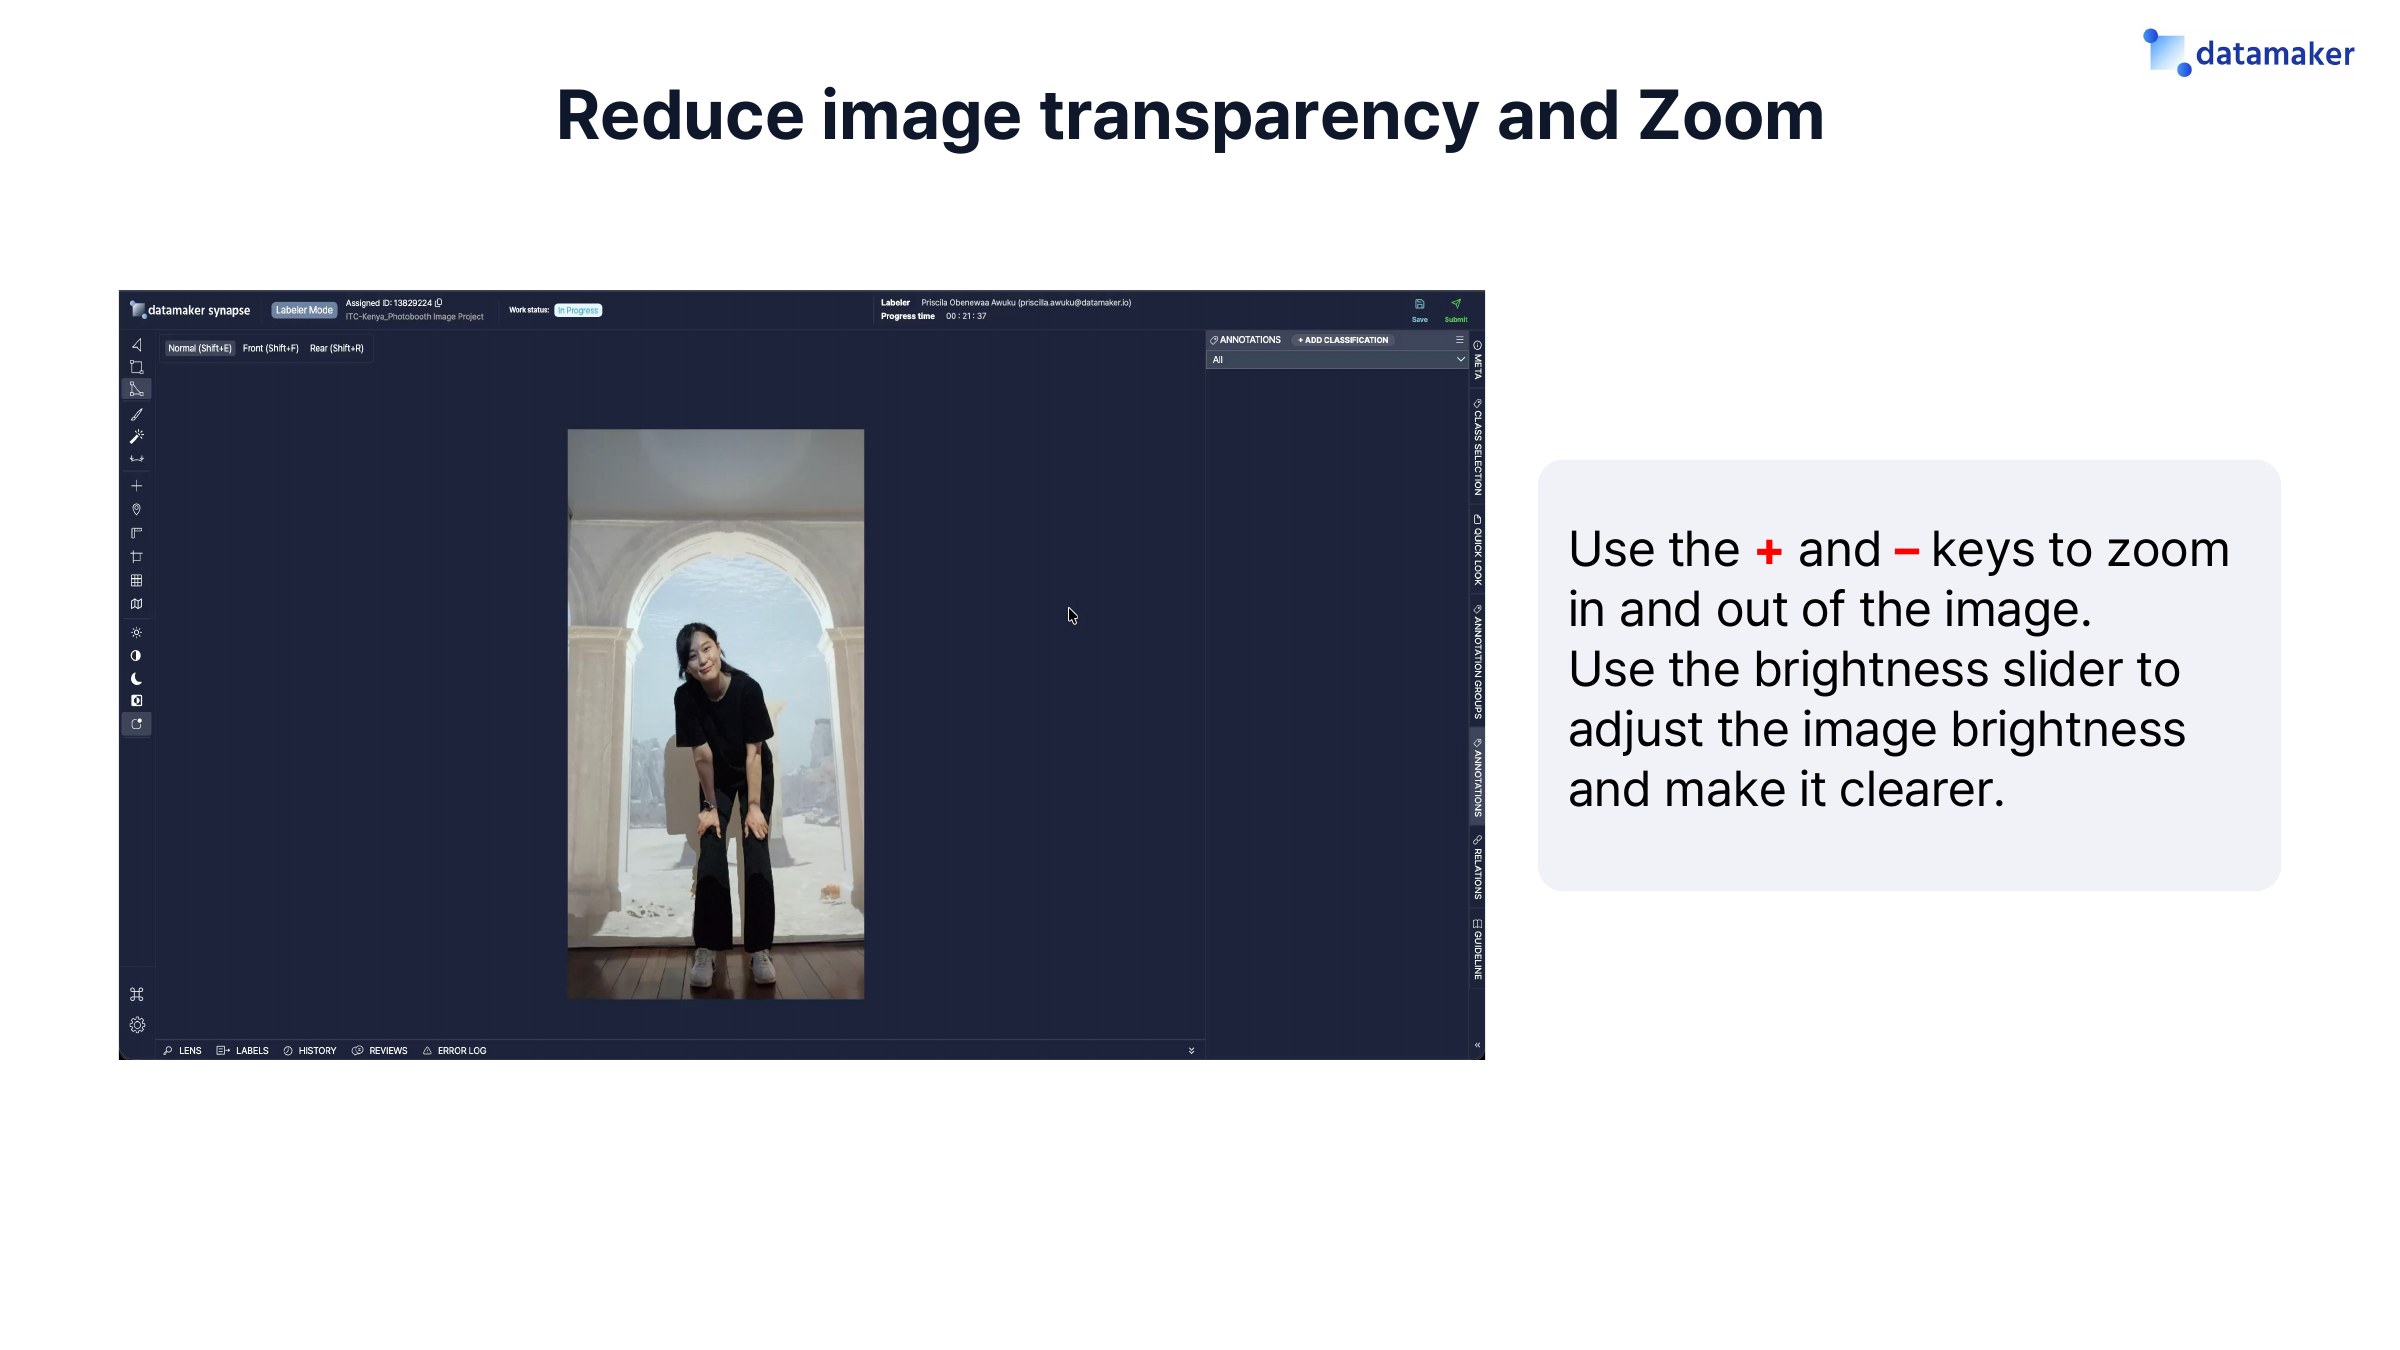 datamaker
Reduce image transparency and Zoom
datamaker synapse
Labeler Mode
Assigned ID: 13829224
ITC-Kenya_Photobooth Image Project
Work status: In Progress
Labeler Priscila Obenewaa Awuku (priscilla.awuku@datamaker.io)
Progress time 00 : 21 : 37
Save
Submit
Normal (Shift+E) Front (Shift+F) Rear (Shift+R)
ANNOTATIONS + ADD CLASSIFICATION
All
META
CLASS SELECTION
QUICK LOOK
ANNOTATION GROUPS
ANNOTATIONS
RELATIONS
GUIDELINE
LENS LABELS HISTORY REVIEWS ERROR LOG
Use the + and – keys to zoom
in and out of the image.
Use the brightness slider to
adjust the image brightness
and make it clearer.